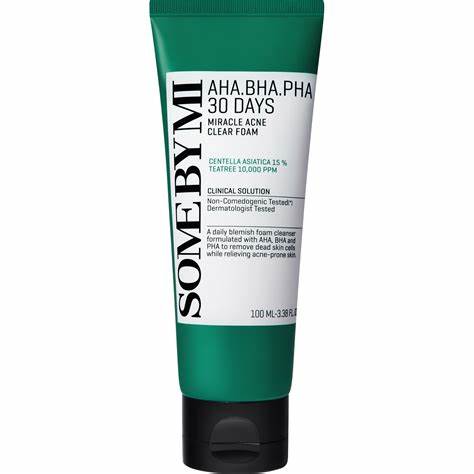 SOME BY MI
AHA.BHA.PHA
30 DAYS
MIRACLE ACNE
CLEAR FOAM
CENTELLA ASIATICA 15 %
TEATREE 10,000 PPM
CLINICAL SOLUTION
Non-Comedogenic Tested(*)
Dermatologist Tested
A daily blemish foam cleanser
formulated with AHA, BHA and
PHA to remove dead skin cells
while relieving acne-prone skin.
100 ML-3.38 FL.